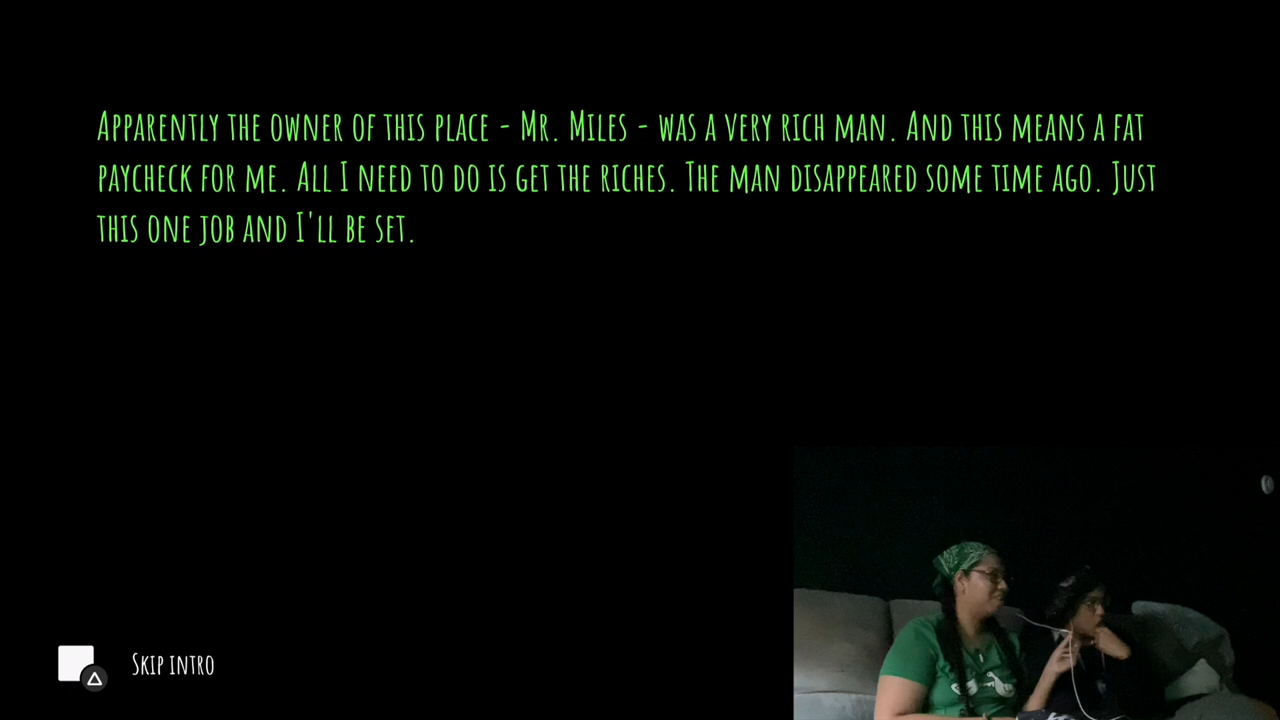 Apparently the owner of this place - Mr. Miles - was a very rich man. And this means a fat
paycheck for me. All I need to do is get the riches. The man disappeared some time ago. Just
this one job and I'll be set.
Skip intro